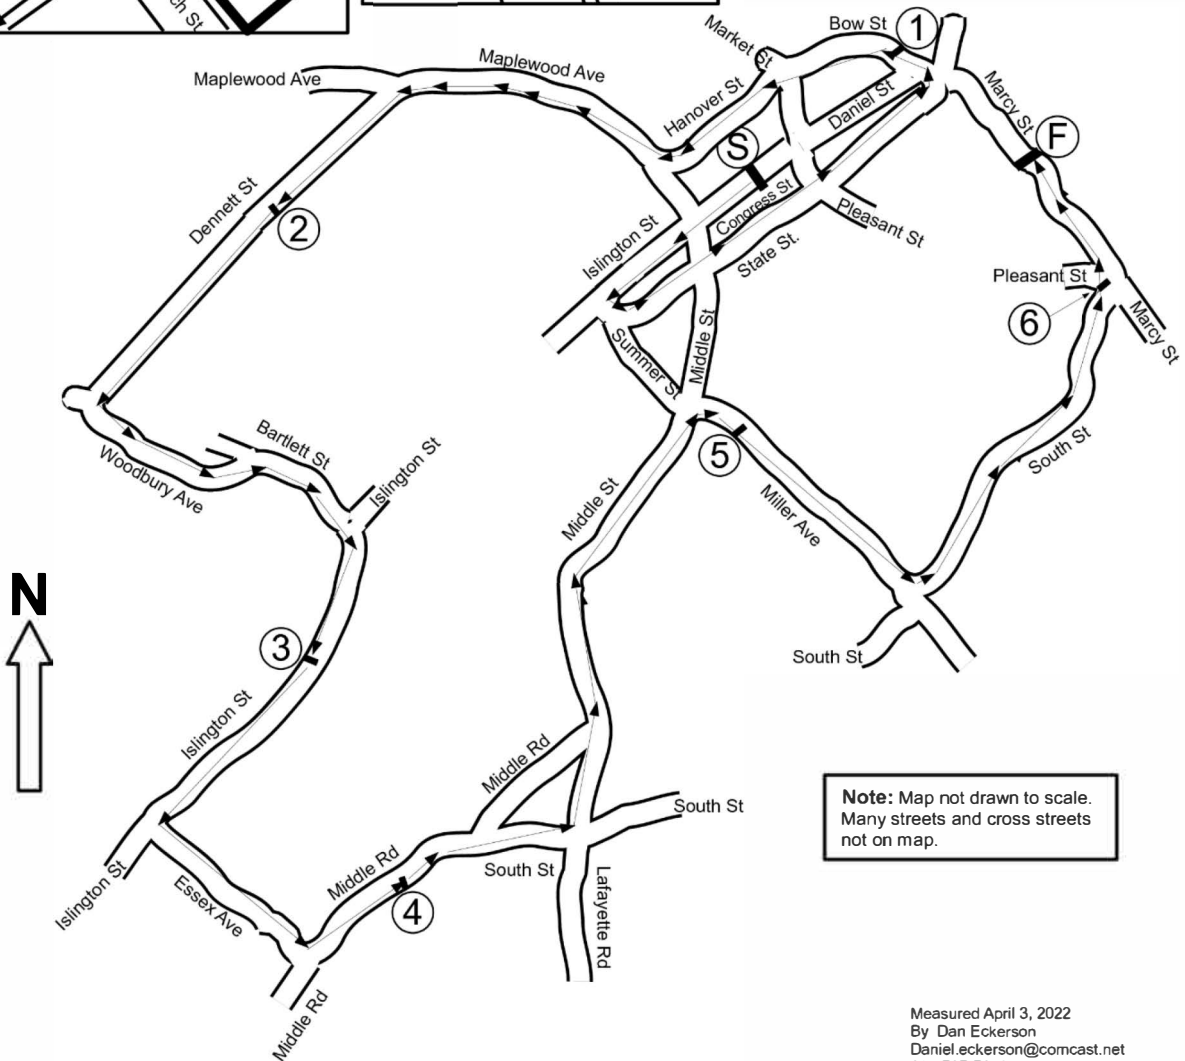 ch St
Maplewood Ave
Maplewood Ave
Market St
Bow St
1
Hanover St
Daniel St
Marcy St
S
F
Dennett St
2
Islington St
Congress St
Pleasant St
State St.
Pleasant St
6
Marcy St
Summer St
Middle St
Woodbury Ave
Bartlett St
Islington St
5
South St
Middle St
Miller Ave
N
3
South St
Islington St
Middle Rd
South St
Note: Map not drawn to scale.
Many streets and cross streets
not on map.
Middle Rd
South St
4
Islington St
Essex Ave
Lafayette Rd
Middle Rd
Measured April 3, 2022
By Dan Eckerson
Daniel.eckerson@comcast.net